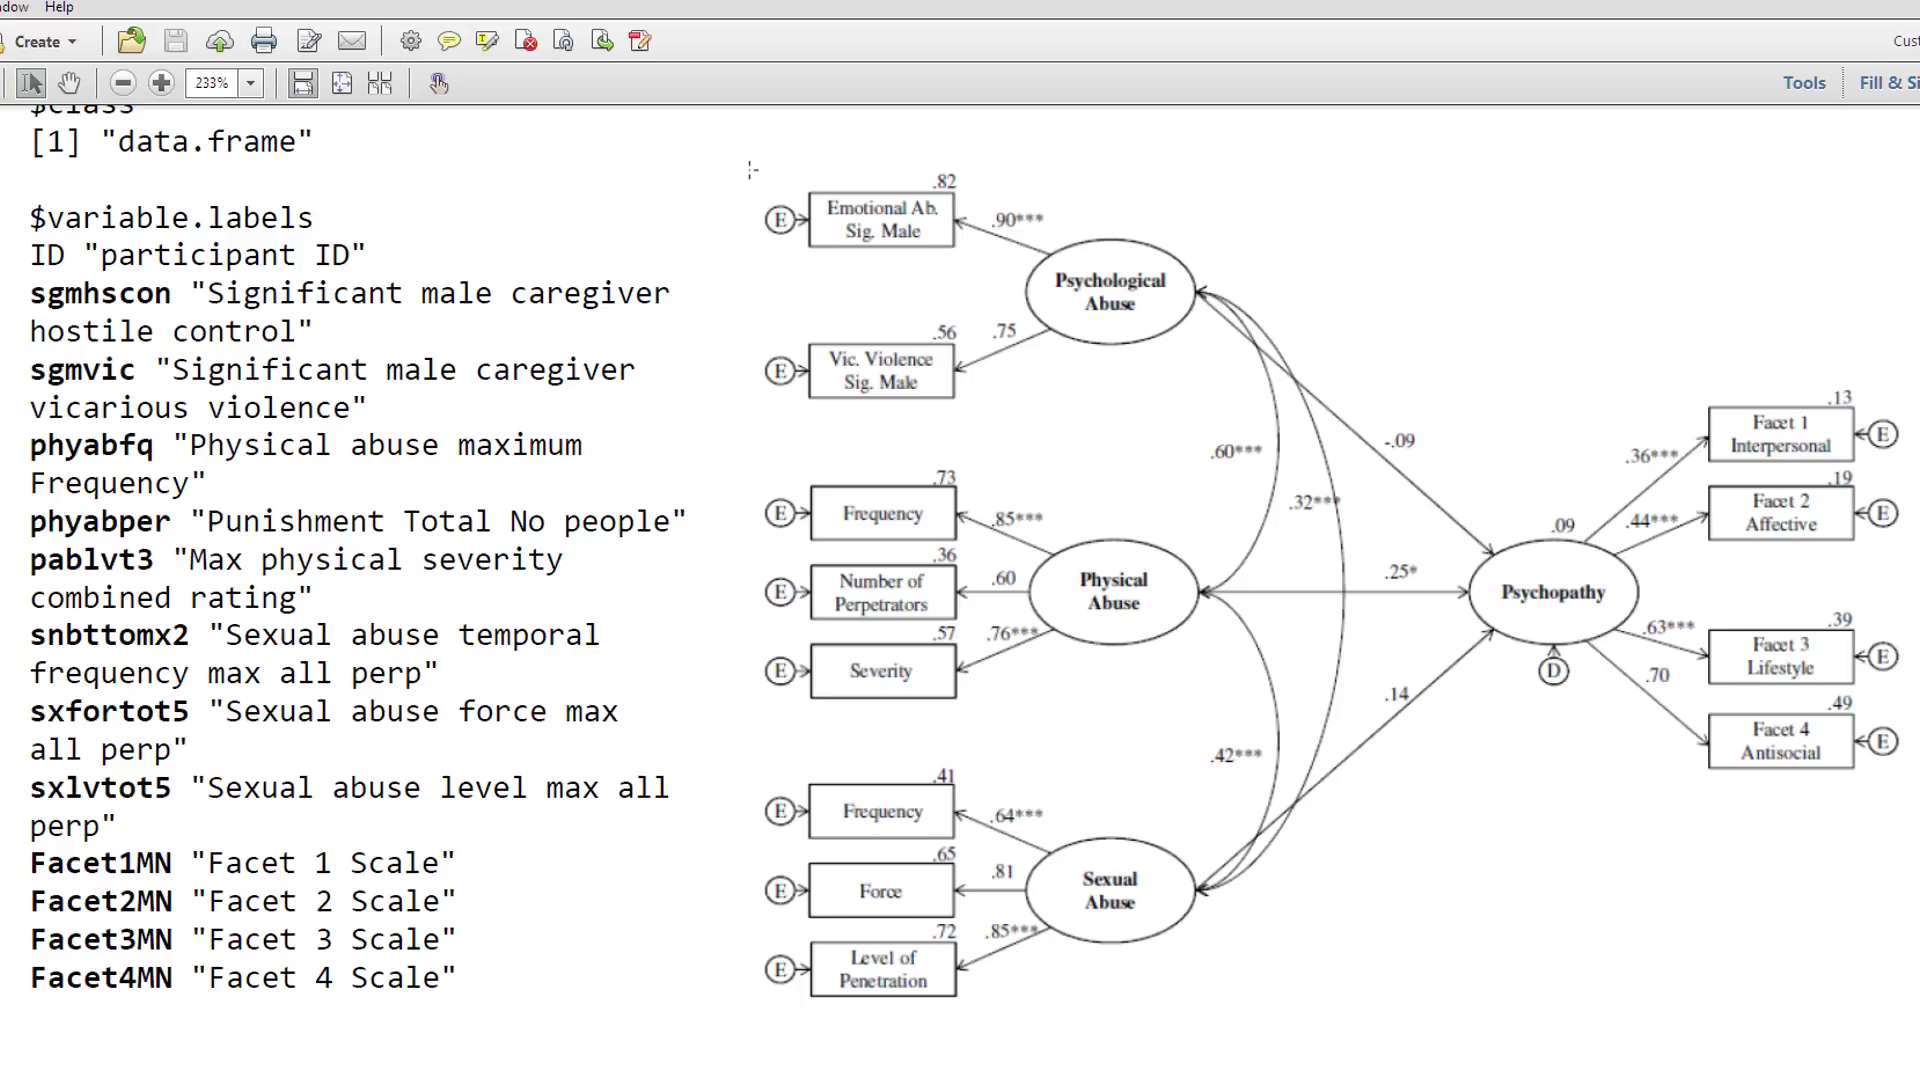 ndow Help
Create
Cust
233%
Tools
Fill & Si
$class
[1] "data.frame"
$variable.labels
ID "participant ID"
sgmhscon "Significant male caregiver
hostile control"
sgmvic "Significant male caregiver
vicarious violence"
phyabfq "Physical abuse maximum
Frequency"
phyabper "Punishment Total No people"
pablvt3 "Max physical severity
combined rating"
snbttomx2 "Sexual abuse temporal
frequency max all perp"
sxfortot5 "Sexual abuse force max
all perp"
sxlvtot5 "Sexual abuse level max all
perp"
Facet1MN "Facet 1 Scale"
Facet2MN "Facet 2 Scale"
Facet3MN "Facet 3 Scale"
Facet4MN "Facet 4 Scale"
.82
E
Emotional Ab.
Sig. Male
.90***
Psychological
Abuse
.56
E
Vic. Violence
Sig. Male
.75
.73
E
Frequency
.85***
.36
E
Number of
Perpetrators
.60
Physical
Abuse
.57
E
Severity
.76***
.41
E
Frequency
.64***
.65
E
Force
.81
Sexual
Abuse
.72
E
Level of
Penetration
.85***
.60***
.32***
.42***
-.09
.25*
.14
.09
Psychopathy
D
.36***
.13
Facet 1
Interpersonal
E
.44***
.19
Facet 2
Affective
E
.63***
.39
Facet 3
Lifestyle
E
.70
.49
Facet 4
Antisocial
E